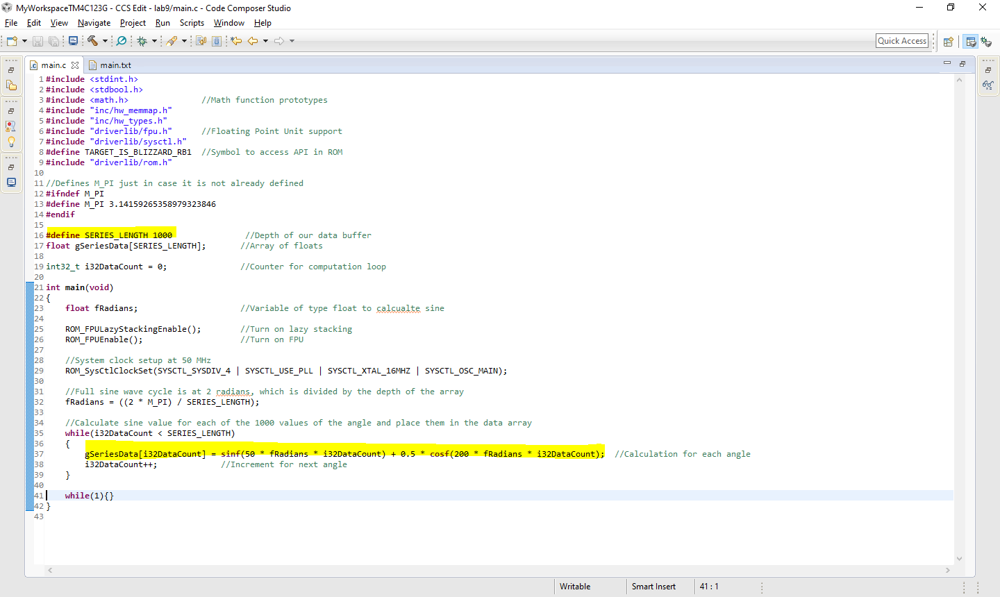 MyWorkspaceTM4C123G - CCS Edit - lab9/main.c - Code Composer Studio
File Edit View Navigate Project Run Scripts Window Help
Quick Access
main.c main.txt
1 #include <stdint.h>
2 #include <stdbool.h>
3 #include <math.h> //Math function prototypes
4 #include "inc/hw_memmap.h"
5 #include "inc/hw_types.h"
6 #include "driverlib/fpu.h" //Floating Point Unit support
7 #include "driverlib/sysctl.h"
8 #define TARGET_IS_BLIZZARD_RB1 //Symbol to access API in ROM
9 #include "driverlib/rom.h"
10
11 //Defines M_PI just in case it is not already defined
12 #ifndef M_PI
13 #define M_PI 3.14159265358979323846
14 #endif
15
16 #define SERIES_LENGTH 1000 //Depth of our data buffer
17 float gSeriesData[SERIES_LENGTH]; //Array of floats
18
19 int32_t i32DataCount = 0; //Counter for computation loop
20
21 int main(void)
22 {
23 float fRadians; //Variable of type float to calcualte sine
24
25 ROM_FPULazyStackingEnable(); //Turn on lazy stacking
26 ROM_FPUEnable(); //Turn on FPU
27
28 //System clock setup at 50 MHz
29 ROM_SysCtlClockSet(SYSCTL_SYSDIV_4 | SYSCTL_USE_PLL | SYSCTL_XTAL_16MHZ | SYSCTL_OSC_MAIN);
30
31 //Full sine wave cycle is at 2 radians, which is divided by the depth of the array
32 fRadians = ((2 * M_PI) / SERIES_LENGTH);
33
34 //Calculate sine value for each of the 1000 values of the angle and place them in the data array
35 while(i32DataCount < SERIES_LENGTH)
36 {
37 gSeriesData[i32DataCount] = sinf(50 * fRadians * i32DataCount) + 0.5 * cosf(200 * fRadians * i32DataCount); //Calculation for each angle
38 i32DataCount++; //Increment for next angle
39 }
40
41 while(1){}
42 }
43
Writable Smart Insert 41 : 1